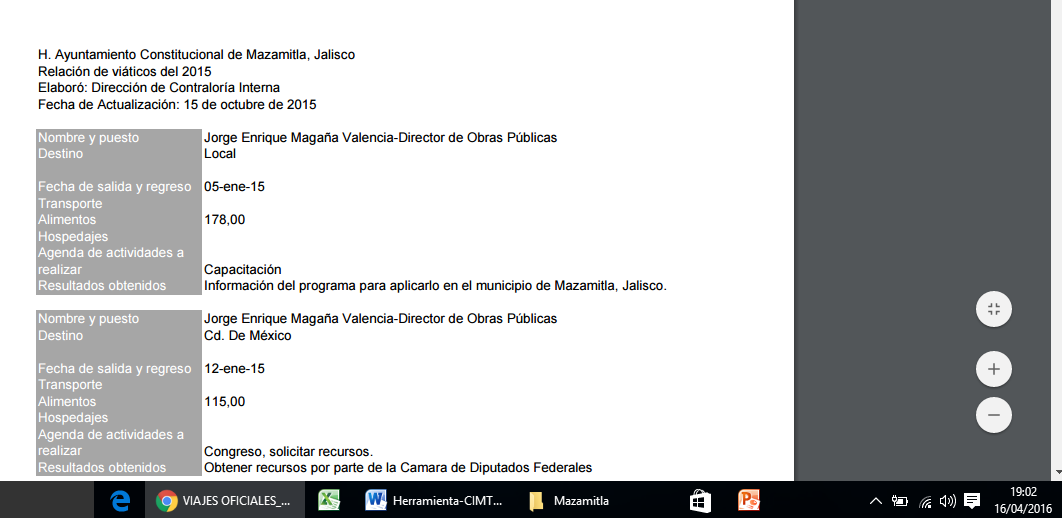 H. Ayuntamiento Constitucional de Mazamitla, Jalisco
Relación de viáticos del 2015
Elaboró: Dirección de Contraloría Interna
Fecha de Actualización: 15 de octubre de 2015
Nombre y puesto Jorge Enrique Magaña Valencia-Director de Obras Públicas
Destino Local
Fecha de salida y regreso 05-ene-15
Transporte
Alimentos 178,00
Hospedajes
Agenda de actividades a
realizar Capacitación
Resultados obtenidos Información del programa para aplicarlo en el municipio de Mazamitla, Jalisco.
Nombre y puesto Jorge Enrique Magaña Valencia-Director de Obras Públicas
Destino Cd. De México
Fecha de salida y regreso 12-ene-15
Transporte
Alimentos 115,00
Hospedajes
Agenda de actividades a
realizar Congreso, solicitar recursos.
Resultados obtenidos Obtener recursos por parte de la Camara de Diputados Federales
VIAJES OFICIALES_... Herramienta-CIMT... Mazamitla 19:02
16/04/2016